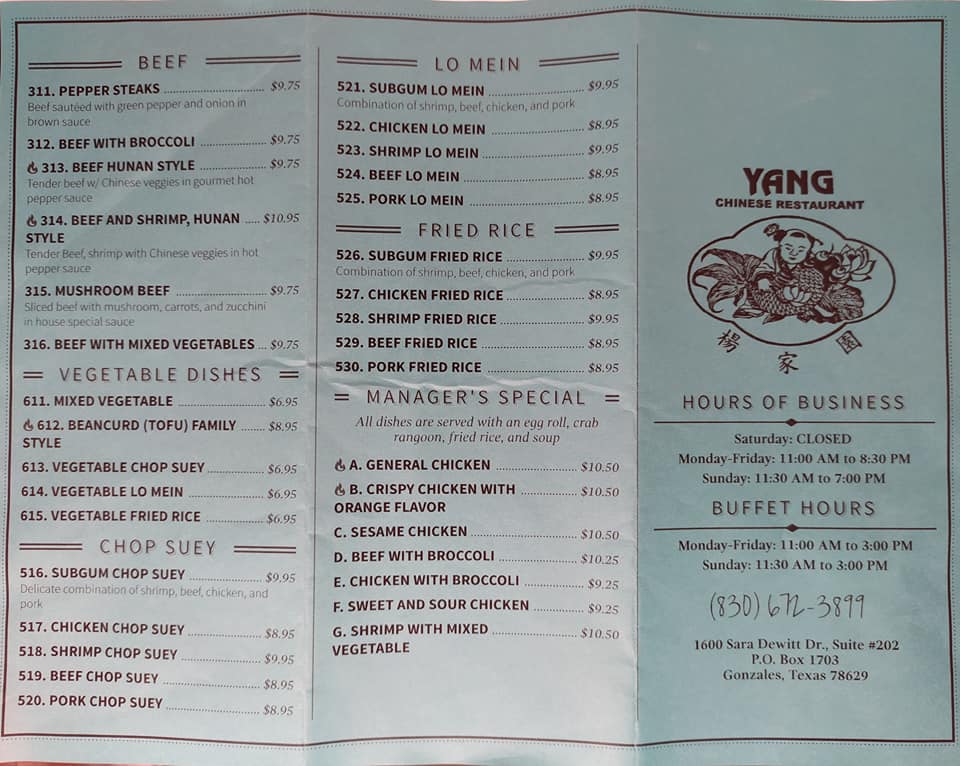 BEEF
311. PEPPER STEAKS ............ $9.75
Beef sautéed with green pepper and onion in
brown sauce
312. BEEF WITH BROCCOLI ............ $9.75
313. BEEF HUNAN STYLE ............ $9.75
Tender beef w/ Chinese veggies in gourmet hot
pepper sauce
314. BEEF AND SHRIMP, HUNAN ..... $10.95
STYLE
Tender Beef, shrimp with Chinese veggies in hot
pepper sauce
315. MUSHROOM BEEF ............ $9.75
Sliced beef with mushroom, carrots, and zucchini
in house special sauce
316. BEEF WITH MIXED VEGETABLES ... $9.75
VEGETABLE DISHES
611. MIXED VEGETABLE ............ $6.95
612. BEANCURD (TOFU) FAMILY ....... $8.95
STYLE
613. VEGETABLE CHOP SUEY ............ $6.95
614. VEGETABLE LO MEIN ............ $6.95
615. VEGETABLE FRIED RICE ............ $6.95
CHOP SUEY
516. SUBGUM CHOP SUEY ............ $9.95
Delicate combination of shrimp, beef, chicken, and
pork
517. CHICKEN CHOP SUEY ............ $8.95
518. SHRIMP CHOP SUEY ............ $9.95
519. BEEF CHOP SUEY ............ $8.95
520. PORK CHOP SUEY ............ $8.95
LO MEIN
521. SUBGUM LO MEIN ............ $9.95
Combination of shrimp, beef, chicken, and pork
522. CHICKEN LO MEIN ............ $8.95
523. SHRIMP LO MEIN ............ $9.95
524. BEEF LO MEIN ............ $8.95
525. PORK LO MEIN ............ $8.95
FRIED RICE
526. SUBGUM FRIED RICE ............ $9.95
Combination of shrimp, beef, chicken, and pork
527. CHICKEN FRIED RICE ............ $8.95
528. SHRIMP FRIED RICE ............ $9.95
529. BEEF FRIED RICE ............ $8.95
530. PORK FRIED RICE ............ $8.95
MANAGER'S SPECIAL
All dishes are served with an egg roll, crab
rangoon, fried rice, and soup
A. GENERAL CHICKEN ............ $10.50
B. CRISPY CHICKEN WITH ............ $10.50
ORANGE FLAVOR
C. SESAME CHICKEN ............ $10.50
D. BEEF WITH BROCCOLI ............ $10.25
E. CHICKEN WITH BROCCOLI ............ $9.25
F. SWEET AND SOUR CHICKEN ............ $9.25
G. SHRIMP WITH MIXED ............ $10.50
VEGETABLE
YANG
CHINESE RESTAURANT
楊家園
HOURS OF BUSINESS
Saturday: CLOSED
Monday-Friday: 11:00 AM to 8:30 PM
Sunday: 11:30 AM to 7:00 PM
BUFFET HOURS
Monday-Friday: 11:00 AM to 3:00 PM
Sunday: 11:30 AM to 3:00 PM
(830) 672-3899
1600 Sara Dewitt Dr., Suite #202
P.O. Box 1703
Gonzales, Texas 78629